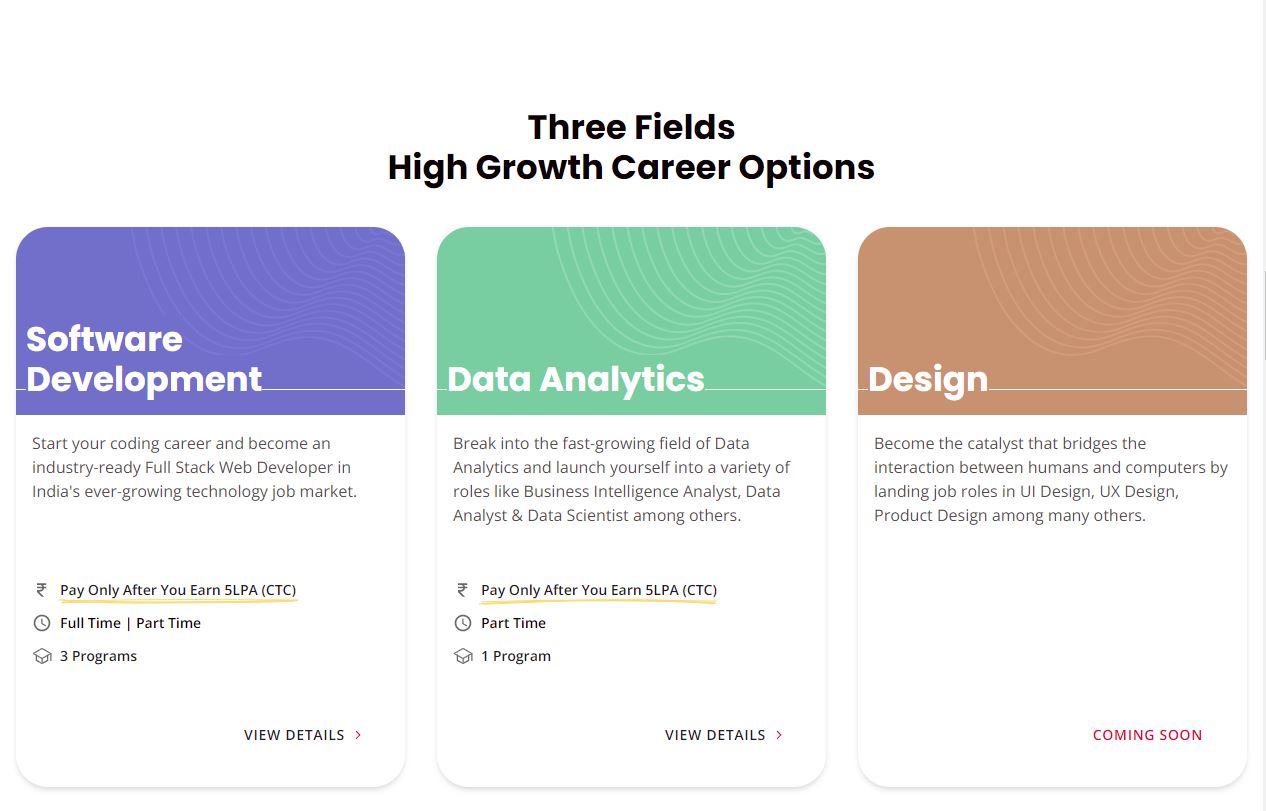 Three Fields
High Growth Career Options
Software
Development
Start your coding career and become an
industry-ready Full Stack Web Developer in
India's ever-growing technology job market.
₹ Pay Only After You Earn 5LPA (CTC)
Full Time | Part Time
3 Programs
VIEW DETAILS >
Data Analytics
Break into the fast-growing field of Data
Analytics and launch yourself into a variety of
roles like Business Intelligence Analyst, Data
Analyst & Data Scientist among others.
₹ Pay Only After You Earn 5LPA (CTC)
Part Time
1 Program
VIEW DETAILS >
Design
Become the catalyst that bridges the
interaction between humans and computers by
landing job roles in UI Design, UX Design,
Product Design among many others.
COMING SOON